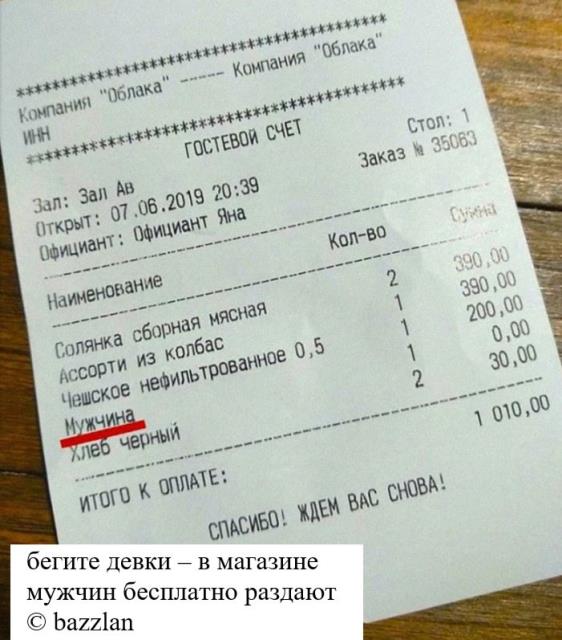 ****************************************
Компания "Облака" ----- Компания "Облака"
ИНН
****************************************
ГОСТЕВОЙ СЧЕТ
Стол: 1
Зал: Зал Ав
Заказ № 35063
Открыт: 07.06.2019 20:39
Официант: Официант Яна
Наименование Кол-во Сумма
Солянка сборная мясная 2 390,00
Ассорти из колбас 1 390,00
Чешское нефильтрованное 0,5 1 200,00
Мужчина 1 0,00
Хлеб черный 2 30,00
ИТОГО К ОПЛАТЕ: 1 010,00
СПАСИБО! ЖДЕМ ВАС СНОВА!
бегите девки – в магазине
мужчин бесплатно раздают
© bazzlan